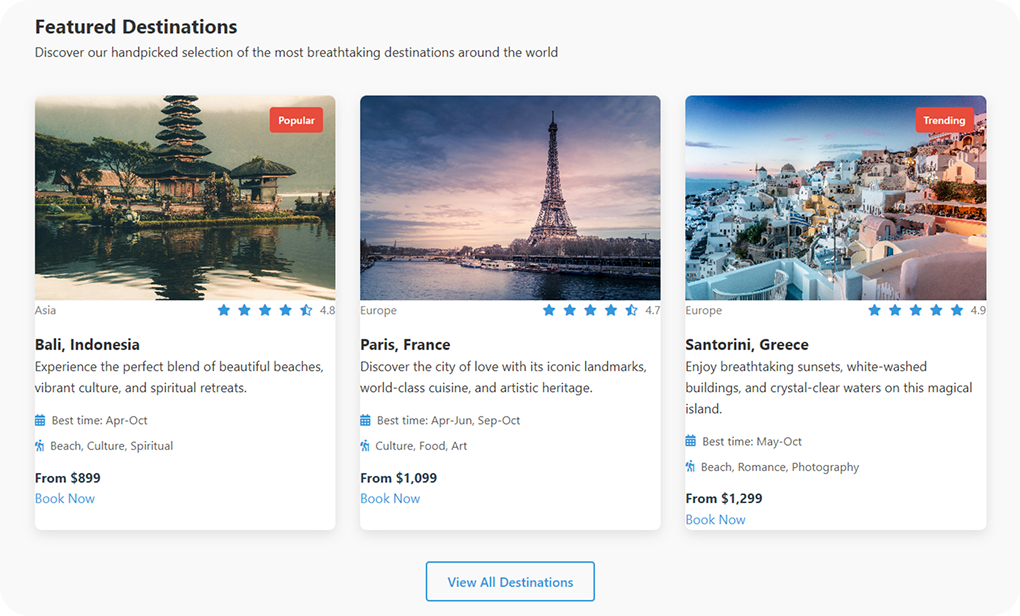 Featured Destinations
Discover our handpicked selection of the most breathtaking destinations around the world
Popular
Asia 4.8
Bali, Indonesia
Experience the perfect blend of beautiful beaches,
vibrant culture, and spiritual retreats.
Best time: Apr-Oct
Beach, Culture, Spiritual
From $899
Book Now
Europe 4.7
Paris, France
Discover the city of love with its iconic landmarks,
world-class cuisine, and artistic heritage.
Best time: Apr-Jun, Sep-Oct
Culture, Food, Art
From $1,099
Book Now
Trending
Europe 4.9
Santorini, Greece
Enjoy breathtaking sunsets, white-washed
buildings, and crystal-clear waters on this magical
island.
Best time: May-Oct
Beach, Romance, Photography
From $1,299
Book Now
View All Destinations